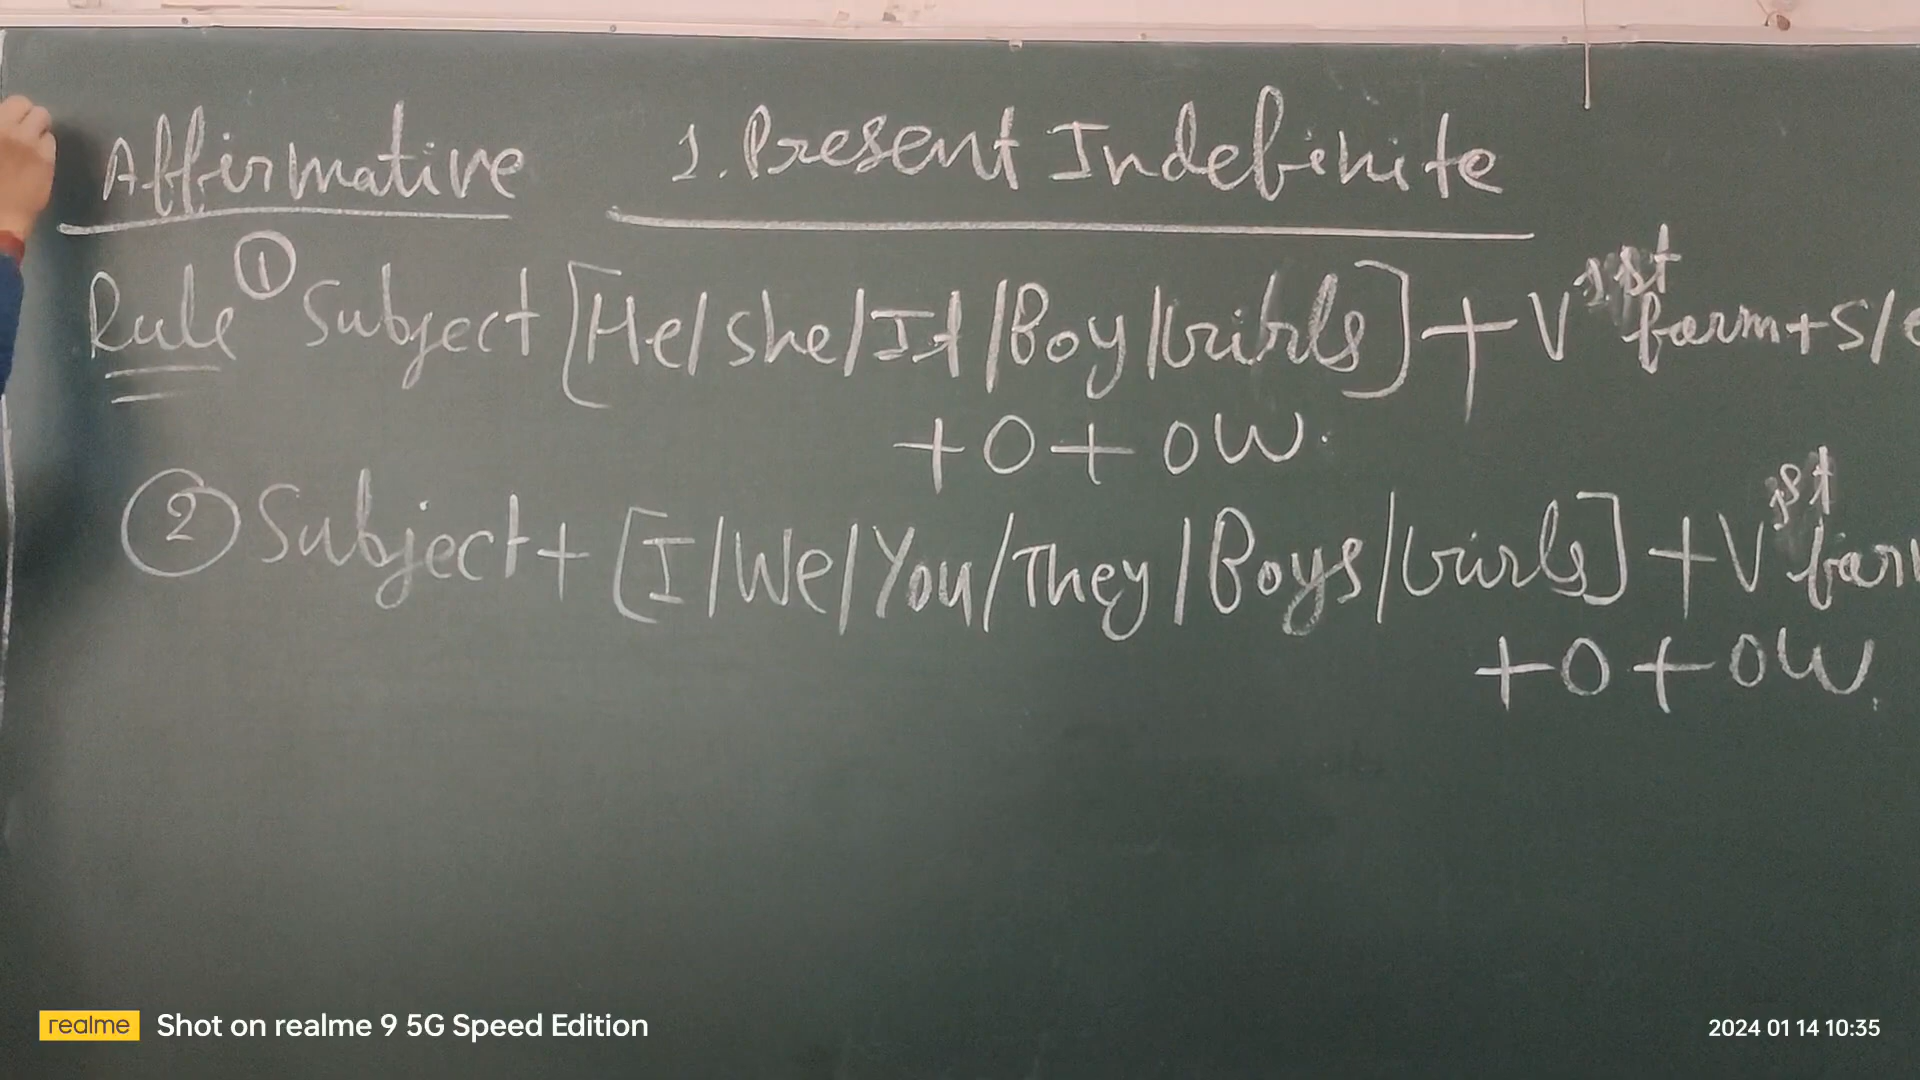 Affirmative 1. Present Indefinite
Rule ① Subject [He/She/It/Boy/Girls] + V 1st form + S/e
+ O + OW.
② Subject + [I/We/You/They/Boys/Girls] + V 1st form
+ O + OW.
realme Shot on realme 9 5G Speed Edition
2024 01 14 10:35